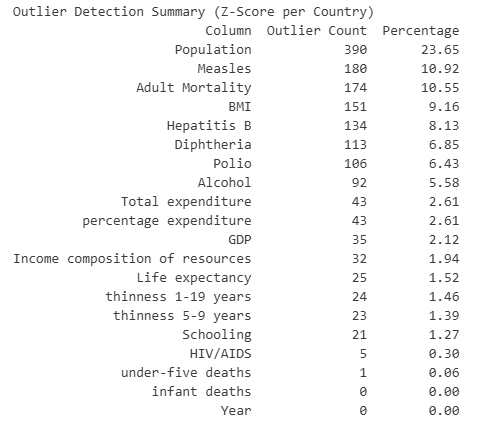 Outlier Detection Summary (Z-Score per Country)
Column Outlier Count Percentage
Population 390 23.65
Measles 180 10.92
Adult Mortality 174 10.55
BMI 151 9.16
Hepatitis B 134 8.13
Diphtheria 113 6.85
Polio 106 6.43
Alcohol 92 5.58
Total expenditure 43 2.61
percentage expenditure 43 2.61
GDP 35 2.12
Income composition of resources 32 1.94
Life expectancy 25 1.52
thinness 1-19 years 24 1.46
thinness 5-9 years 23 1.39
Schooling 21 1.27
HIV/AIDS 5 0.30
under-five deaths 1 0.06
infant deaths 0 0.00
Year 0 0.00